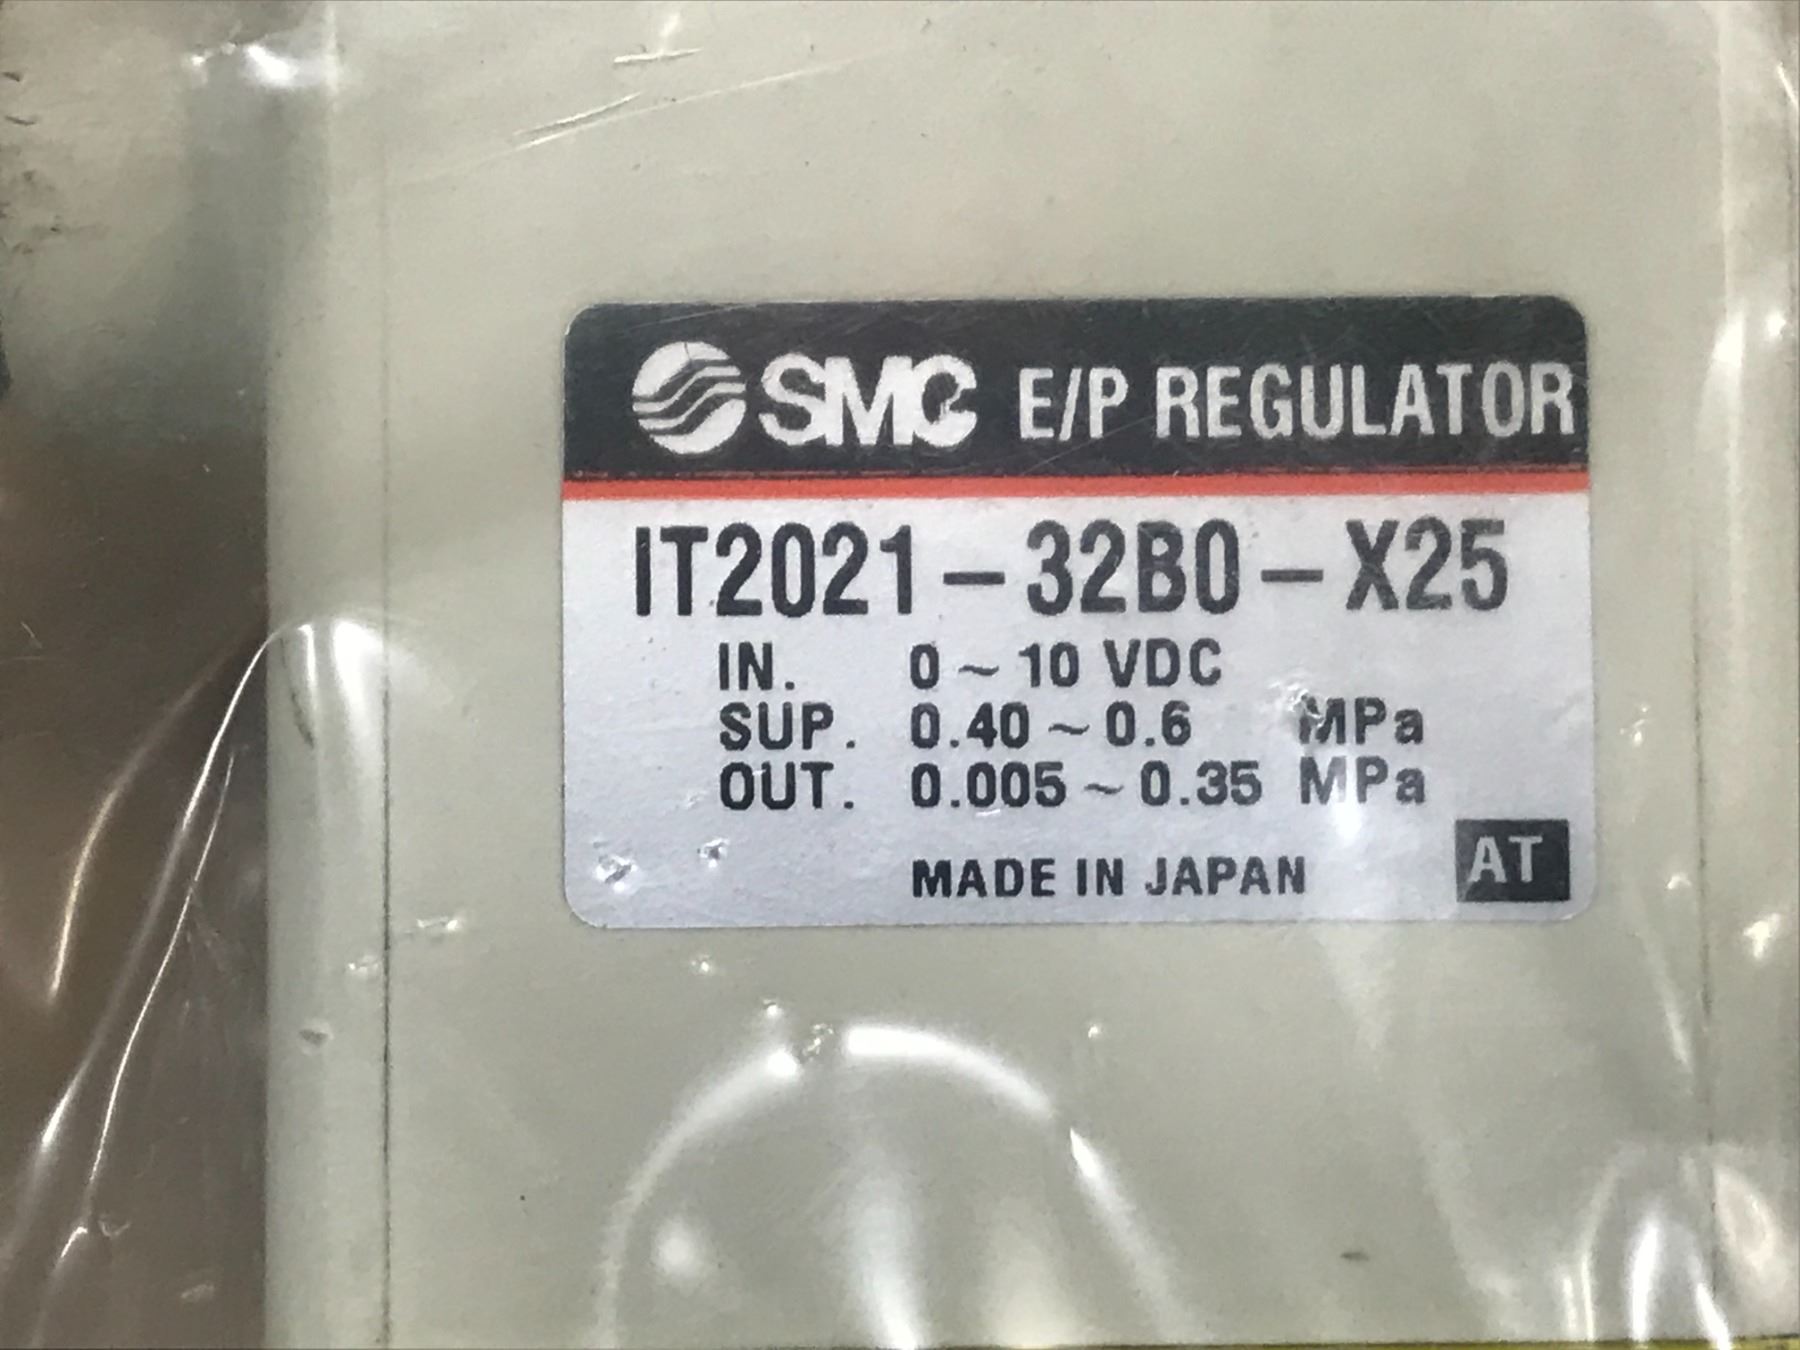 SMC E/P REGULATOR
IT2021-32B0-X25
IN. 0~10 VDC
SUP. 0.40~0.6 MPa
OUT. 0.005~0.35 MPa
MADE IN JAPAN AT